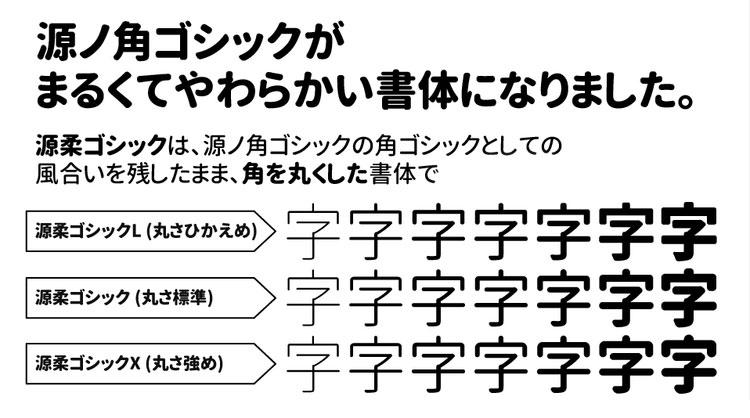 源ノ角ゴシックが
まるくてやわらかい書体になりました。
源柔ゴシックは、源ノ角ゴシックの角ゴシックとしての
風合いを残したまま、角を丸くした書体で
源柔ゴシックL (丸さひかえめ) 字字字字字字字
源柔ゴシック (丸さ標準) 字字字字字字字
源柔ゴシックX (丸さ強め) 字字字字字字字